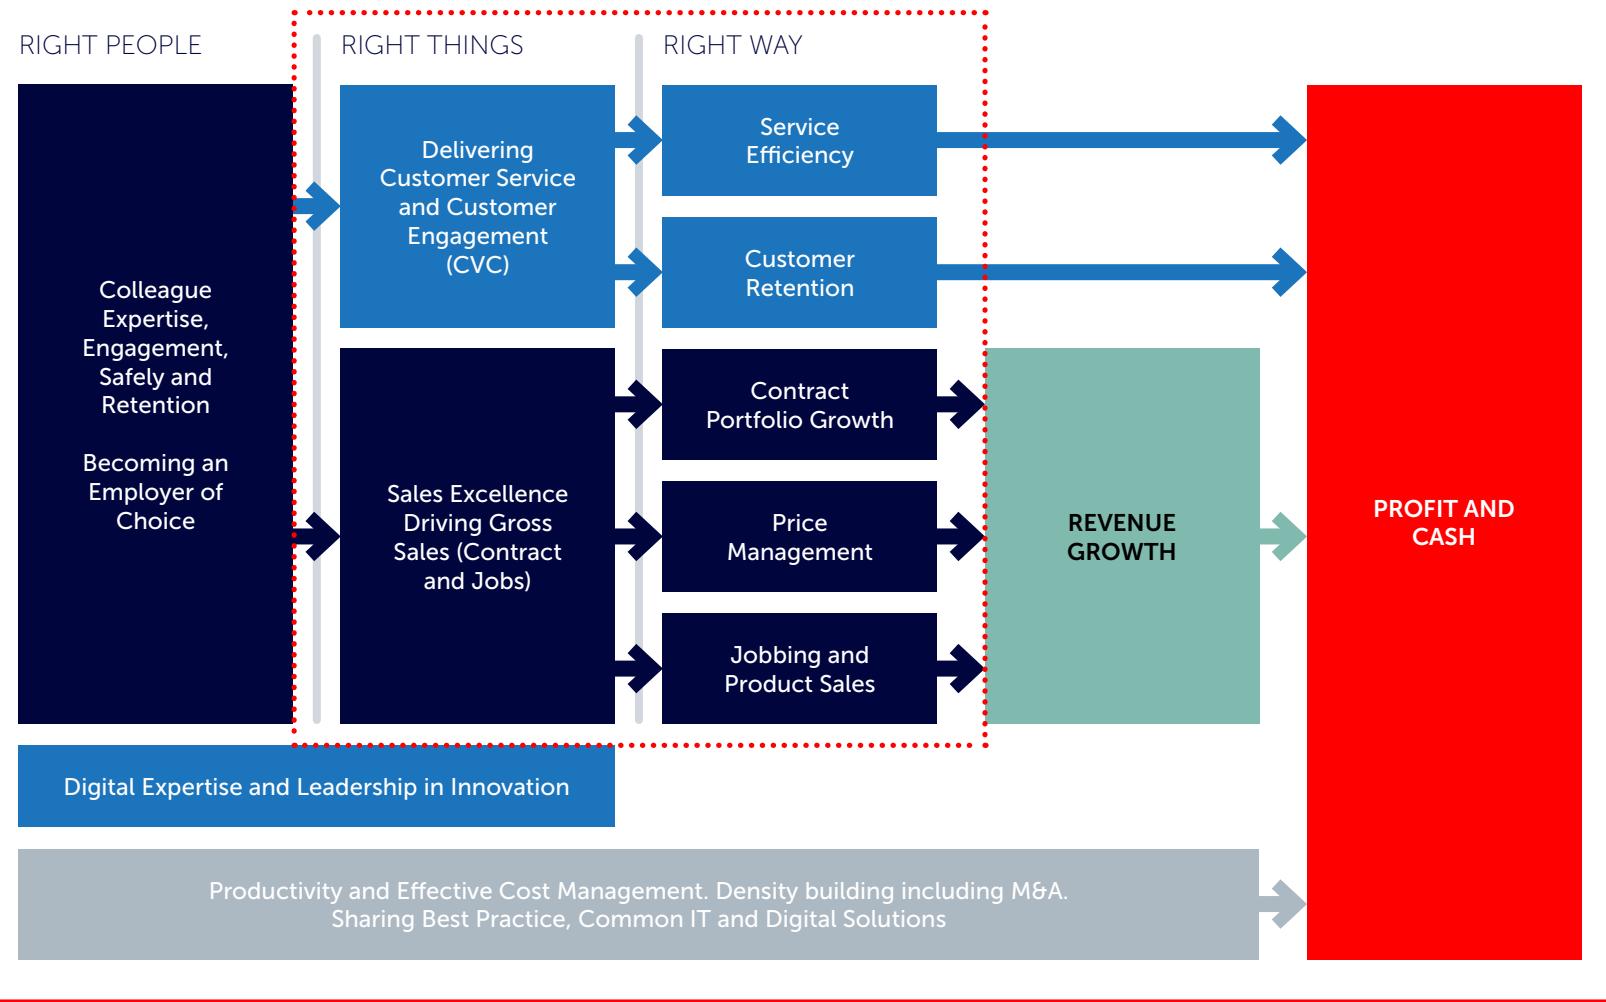 RIGHT PEOPLE
RIGHT THINGS
RIGHT WAY
Colleague
Expertise,
Engagement,
Safely and
Retention
Becoming an
Employer of
Choice
Delivering
Customer Service
and Customer
Engagement
(CVC)
Sales Excellence
Driving Gross
Sales (Contract
and Jobs)
Service
Efficiency
Customer
Retention
Contract
Portfolio Growth
Price
Management
Jobbing and
Product Sales
REVENUE
GROWTH
PROFIT AND
CASH
Digital Expertise and Leadership in Innovation
Productivity and Effective Cost Management. Density building including M&A.
Sharing Best Practice, Common IT and Digital Solutions